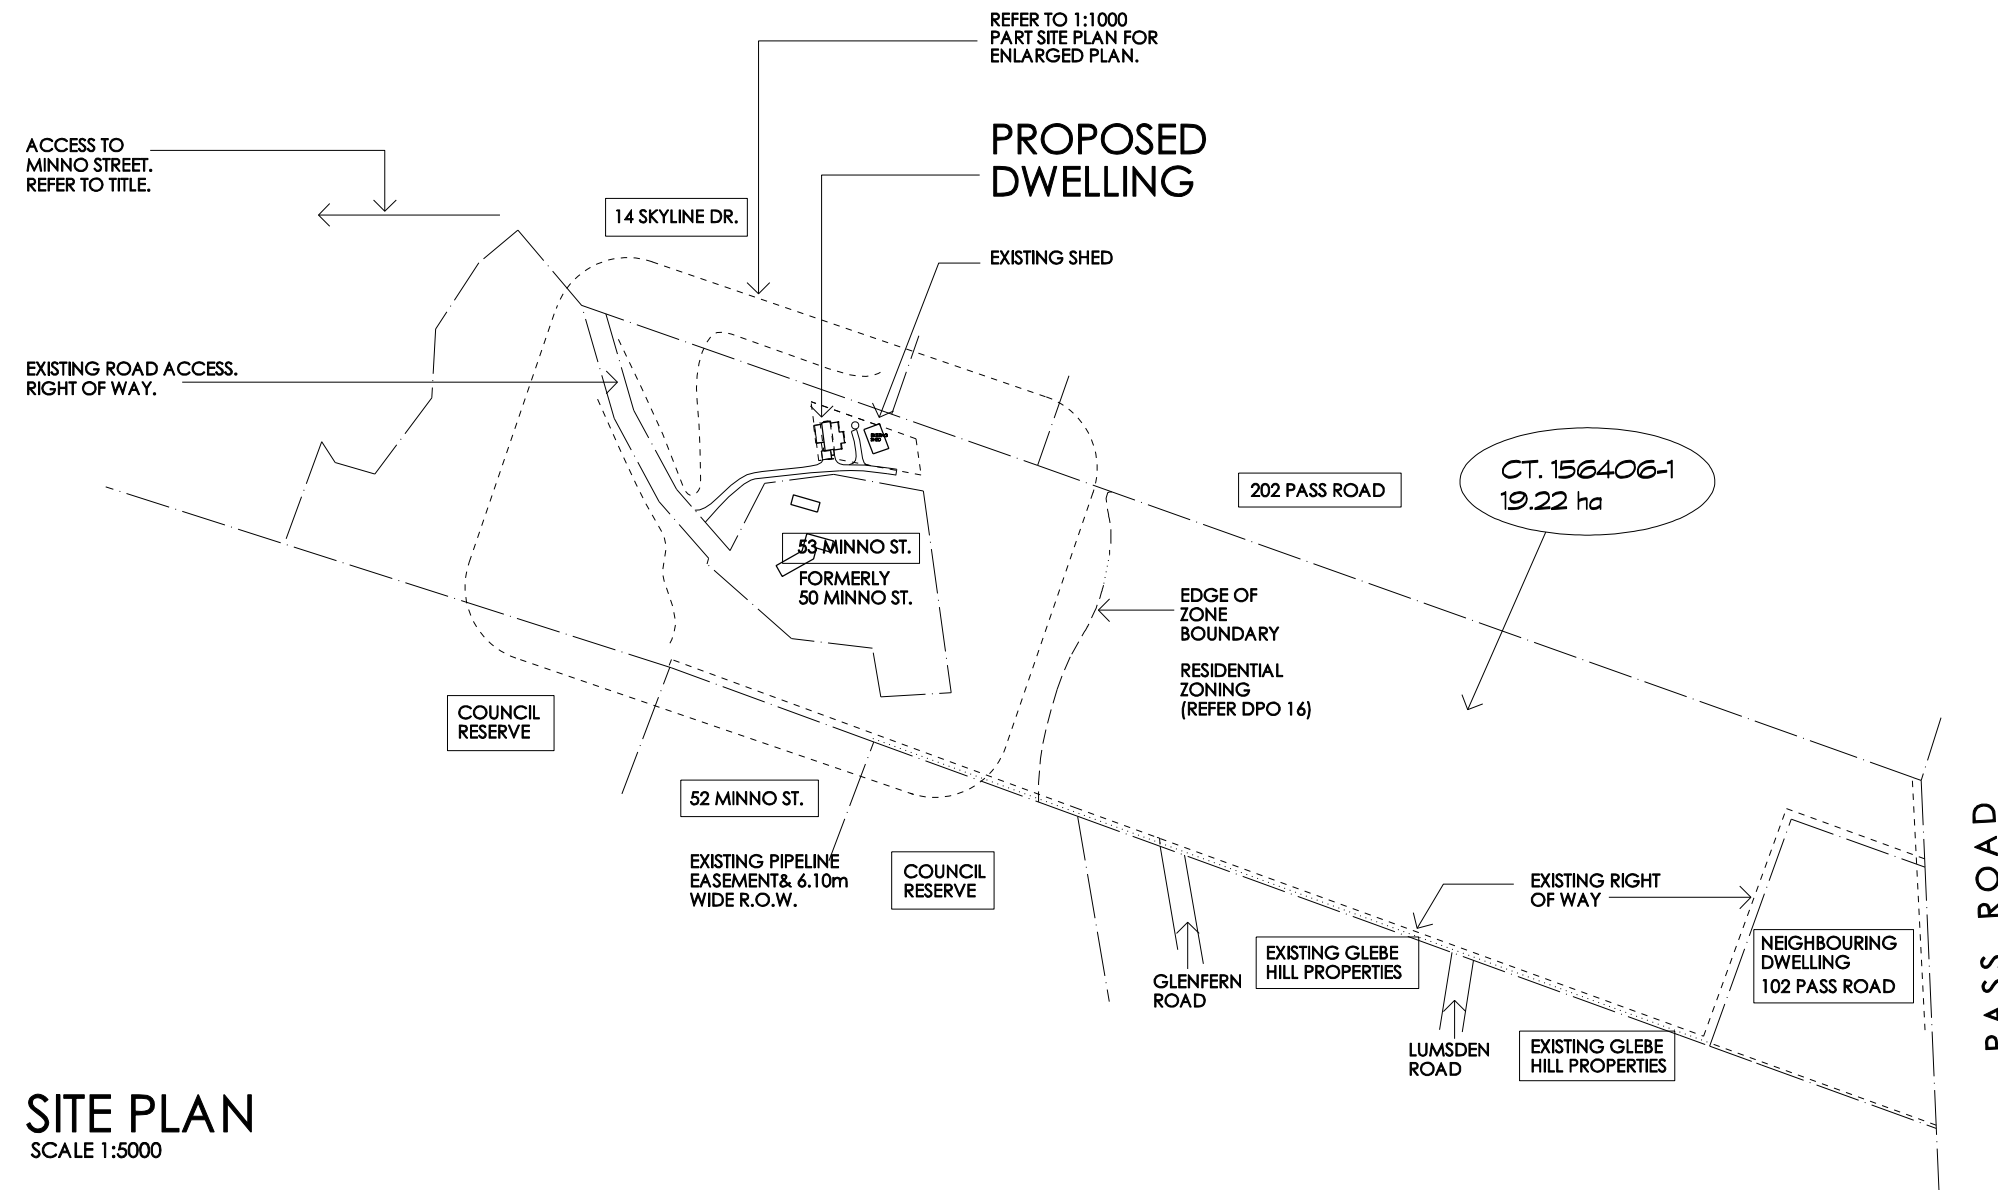 REFER TO 1:1000
PART SITE PLAN FOR
ENLARGED PLAN.
PROPOSED
DWELLING
ACCESS TO
MINNO STREET.
REFER TO TITLE.
14 SKYLINE DR.
EXISTING SHED
EXISTING ROAD ACCESS.
RIGHT OF WAY.
CT. 156406-1
19.22 ha
202 PASS ROAD
53 MINNO ST.
FORMERLY
50 MINNO ST.
EDGE OF
ZONE
BOUNDARY
RESIDENTIAL
ZONING
(REFER DPO 16)
COUNCIL
RESERVE
52 MINNO ST.
EXISTING PIPELINE
EASEMENT& 6.10m
WIDE R.O.W.
COUNCIL
RESERVE
EXISTING RIGHT
OF WAY
PASS ROAD
NEIGHBOURING
DWELLING
102 PASS ROAD
EXISTING GLEBE
HILL PROPERTIES
GLENFERN
ROAD
LUMSDEN
ROAD
EXISTING GLEBE
HILL PROPERTIES
SITE PLAN
SCALE 1:5000